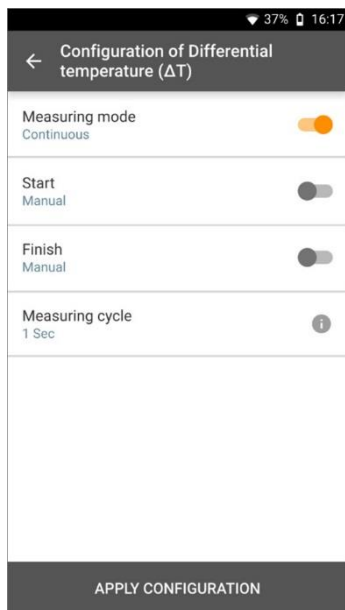 37% 16:17
Configuration of Differential
temperature (ΔT)
Measuring mode
Continuous
Start
Manual
Finish
Manual
Measuring cycle
1 Sec
APPLY CONFIGURATION